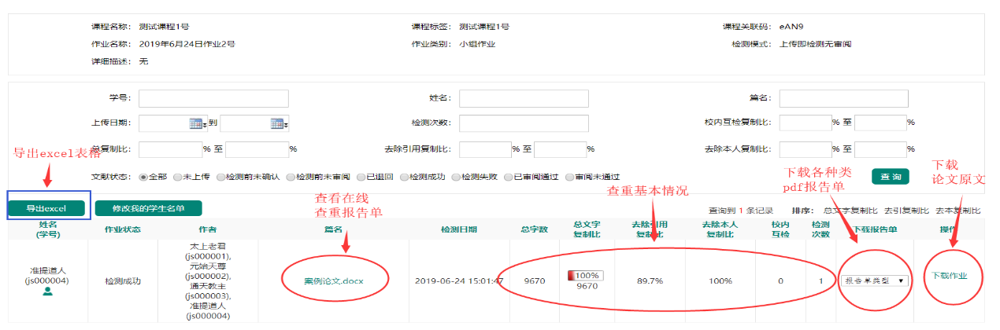 课程名称： 测试课程1号 课程标签： 测试课程1号 课程关联码： eAN9
作业名称： 2019年6月24日作业2号 作业类别： 小组作业 检测模式： 上传即检测无审阅
详细描述： 无
学号： 姓名： 篇名：
上传日期： 到 检测次数： 校内互检复制比： % 至 %
导出excel表格
总复制比： % 至 % 去除引用复制比： % 至 % 去除本人复制比： % 至 %
文献状态： 全部 未上传 检测前未确认 检测前未审阅 已退回 检测成功 检测失败 已审阅通过 审阅未通过 查 询
下载各种类
pdf报告单
下载
论文原文
查看在线
查重报告单
查重基本情况
导出excel 修改我的学生名单 查询到 1 条记录 排序： 总文字复制比 去引复制比 去本复制比
姓名
(学号) 作业状态 作者 篇名 检测日期 总字数 总文字
复制比 去除引用
复制比 去除本人
复制比 校内
互检 检测
次数 下载报告单 操作
准提道人
(js000004) 检测成功
太上老君
(js000001),
元始天尊
(js000002),
通天教主
(js000003),
准提道人
(js000004)
案例论文.docx 2019-06-24 15:01:47 9670 100%
9670 89.7% 100% 0 1 报告单类型 下载作业